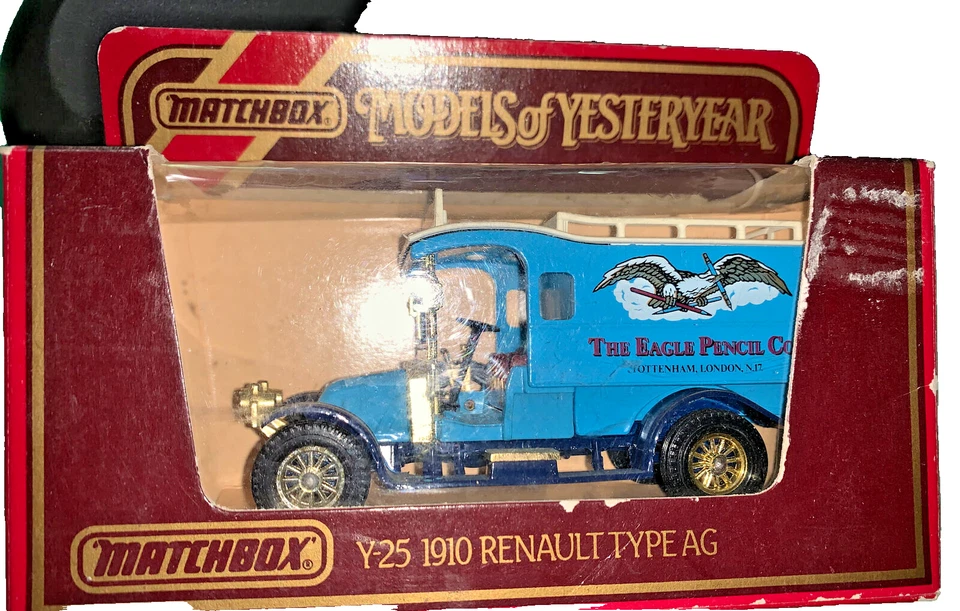 MATCHBOX MODELS of YESTERYEAR
THE EAGLE PENCIL Co
TOTTENHAM, LONDON, N.17.
MATCHBOX® Y-25 1910 RENAULT TYPE AG